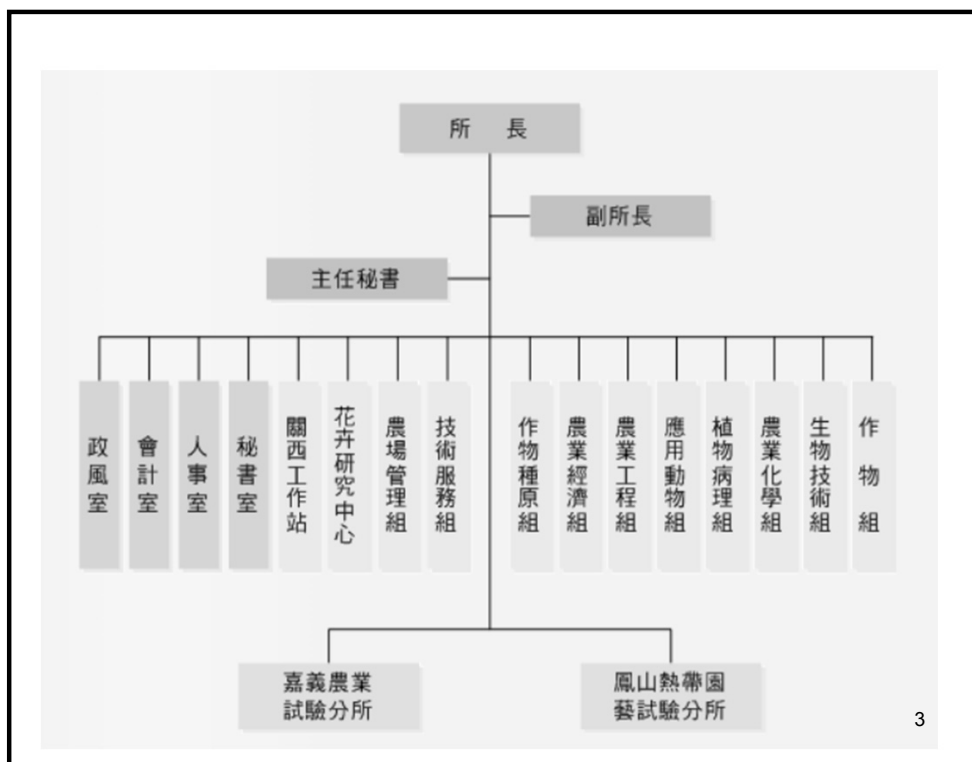 所　長
副所長
主任秘書
政風室
會計室
人事室
秘書室
關西工作站
花卉研究中心
農場管理組
技術服務組
作物種原組
農業經濟組
農業工程組
應用動物組
植物病理組
農業化學組
生物技術組
作物組
嘉義農業
試驗分所
鳳山熱帶園
藝試驗分所
3